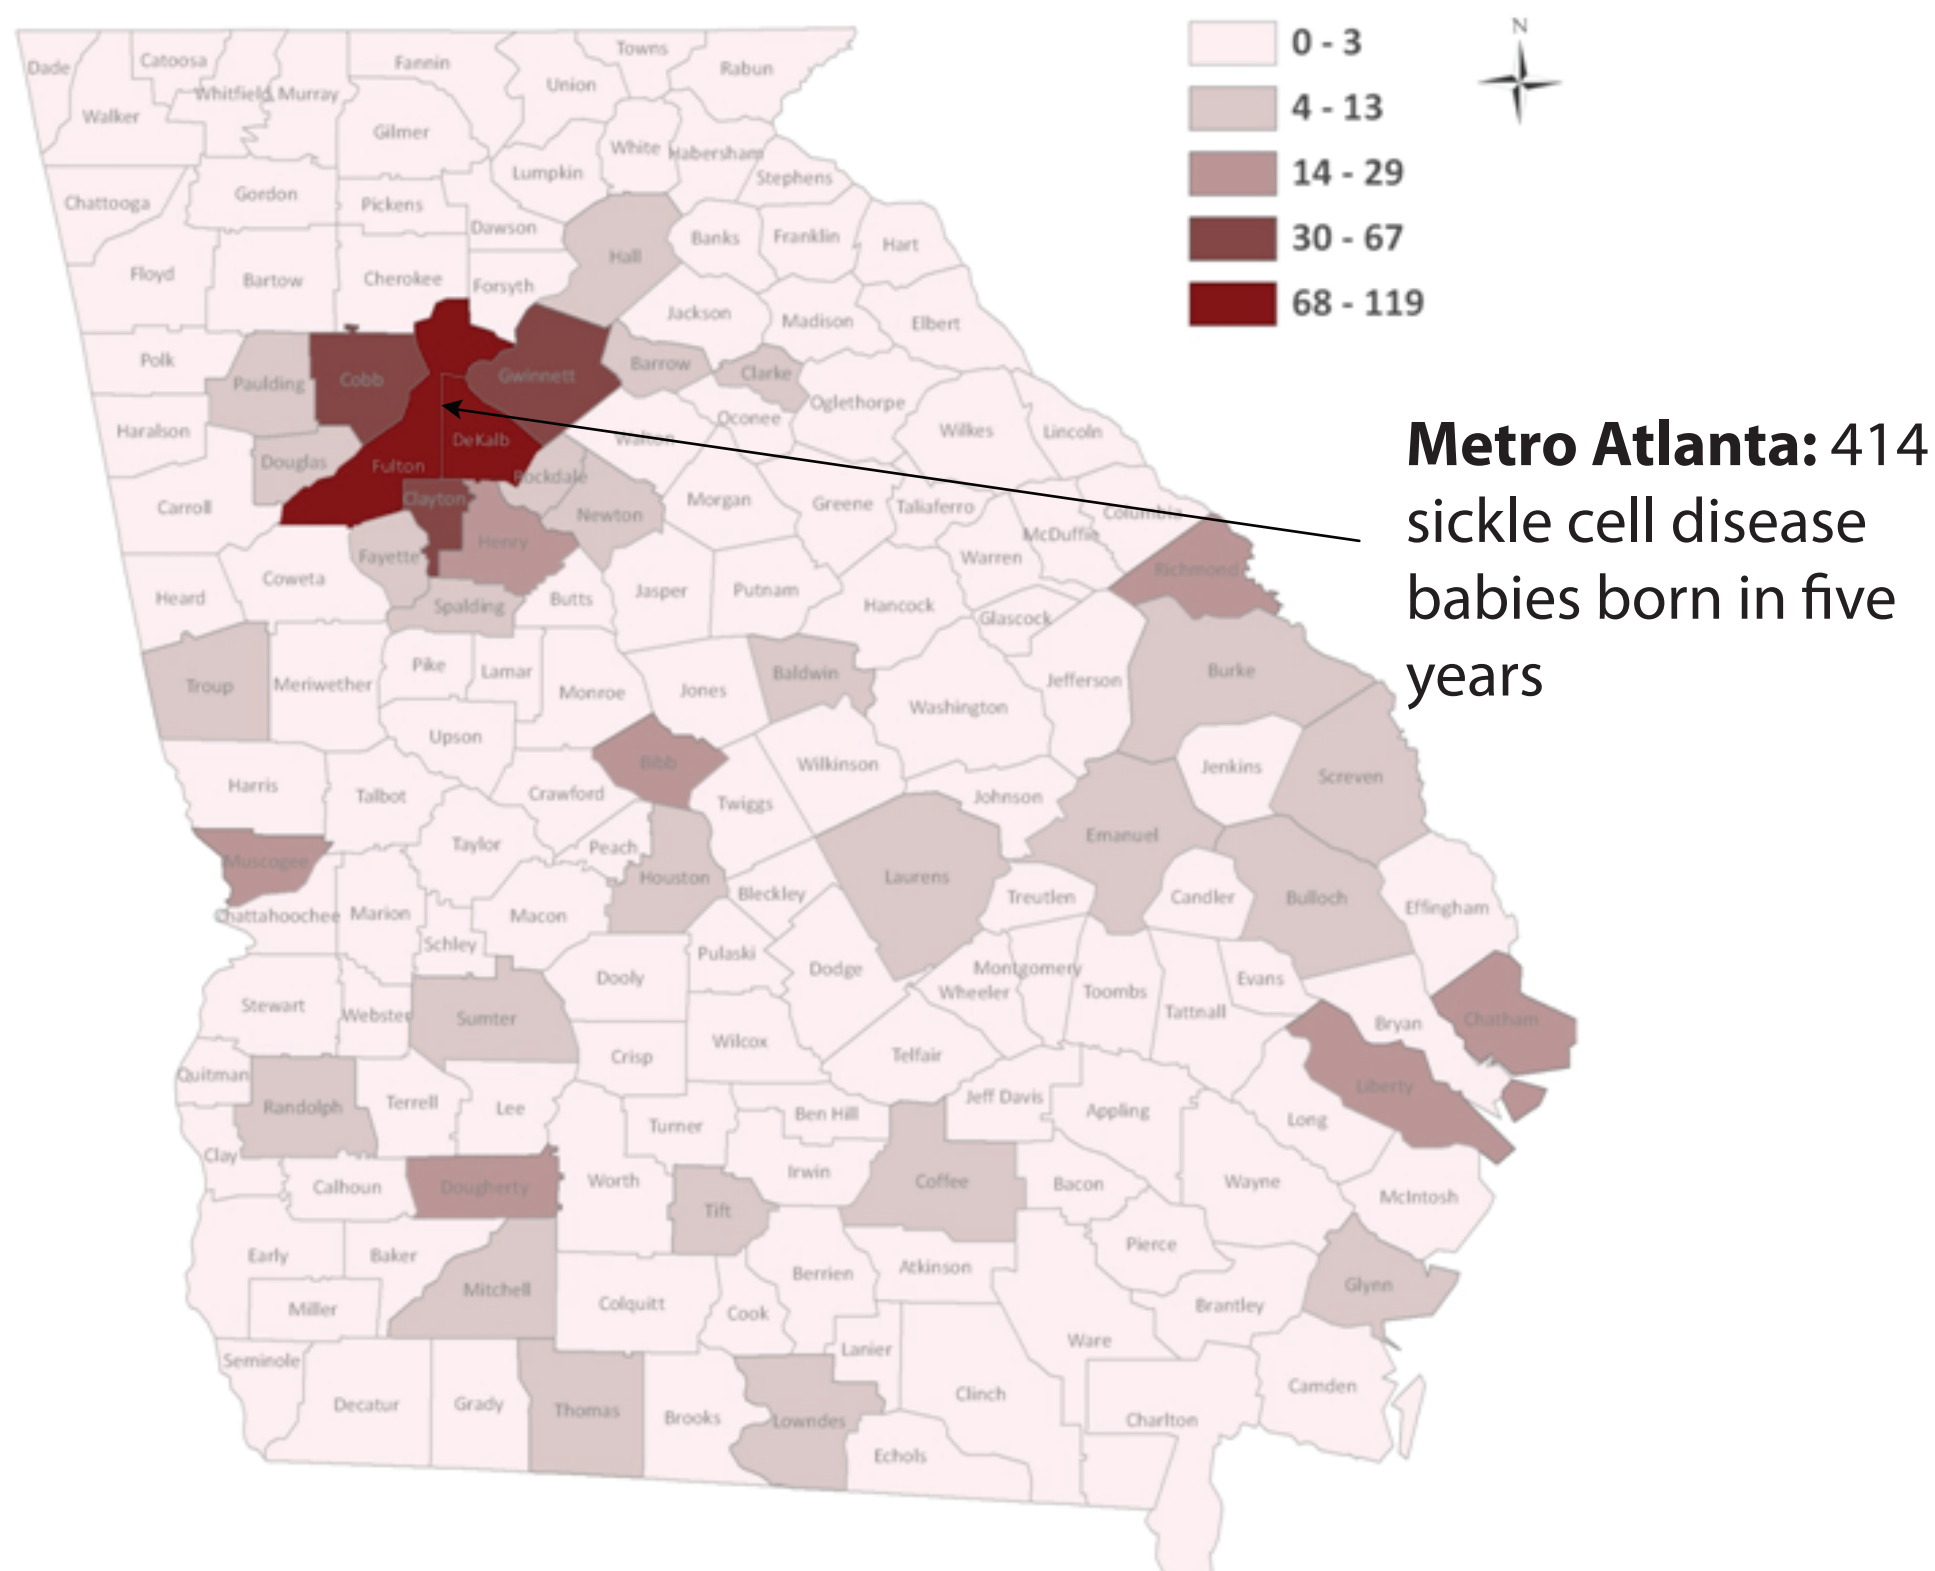 0 - 3
4 - 13
14 - 29
30 - 67
68 - 119
N
Metro Atlanta: 414
sickle cell disease
babies born in five
years
Dade
Catoosa
Whitfield
Murray
Walker
Fannin
Union
Towns
Rabun
Gilmer
White
Habersham
Lumpkin
Stephens
Chattooga
Gordon
Pickens
Dawson
Floyd
Bartow
Cherokee
Forsyth
Hall
Banks
Franklin
Hart
Jackson
Madison
Elbert
Polk
Paulding
Cobb
Gwinnett
Barrow
Clarke
Oglethorpe
Oconee
Wilkes
Lincoln
Haralson
Douglas
Fulton
DeKalb
Walton
Rockdale
Carroll
Clayton
Newton
Morgan
Greene
Taliaferro
Columbia
McDuffie
Henry
Fayette
Coweta
Heard
Spalding
Butts
Jasper
Putnam
Hancock
Warren
Glascock
Richmond
Burke
Jefferson
Troup
Meriwether
Pike
Lamar
Monroe
Jones
Baldwin
Washington
Upson
Bibb
Wilkinson
Jenkins
Screven
Harris
Talbot
Crawford
Twiggs
Johnson
Emanuel
Taylor
Peach
Muscogee
Houston
Bleckley
Laurens
Treutlen
Candler
Bulloch
Effingham
Chattahoochee
Marion
Macon
Schley
Pulaski
Dodge
Montgomery
Wheeler
Toombs
Tattnall
Evans
Dooly
Stewart
Webster
Sumter
Crisp
Wilcox
Telfair
Bryan
Chatham
Liberty
Quitman
Randolph
Terrell
Lee
Turner
Ben Hill
Jeff Davis
Appling
Long
Clay
Calhoun
Dougherty
Worth
Irwin
Tift
Coffee
Bacon
Wayne
McIntosh
Early
Baker
Mitchell
Miller
Colquitt
Cook
Berrien
Atkinson
Pierce
Brantley
Glynn
Ware
Lanier
Seminole
Decatur
Grady
Thomas
Brooks
Lowndes
Echols
Clinch
Charlton
Camden